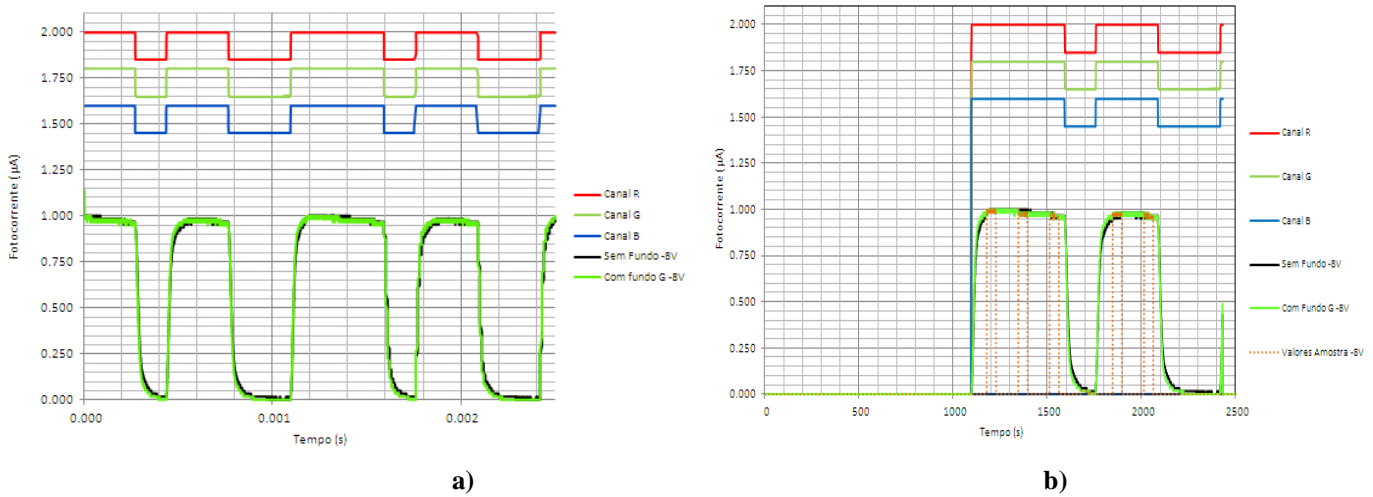 2.000
1.750
1.500
1.250
1.000
0.750
0.500
0.250
0.000
Fotocorrente (µA)
0.000 0.001 0.002
Tempo (s)
Canal R
Canal G
Canal B
Sem Fundo -8V
Com fundo G -8V
a)
2.000
1.750
1.500
1.250
1.000
0.750
0.500
0.250
0.000
Fotocorrente (µA)
0 500 1000 1500 2000 2500
Tempo (s)
Canal R
Canal G
Canal B
Sem Fundo -8V
Com Fundo G -8V
Valores Amostra -8V
b)